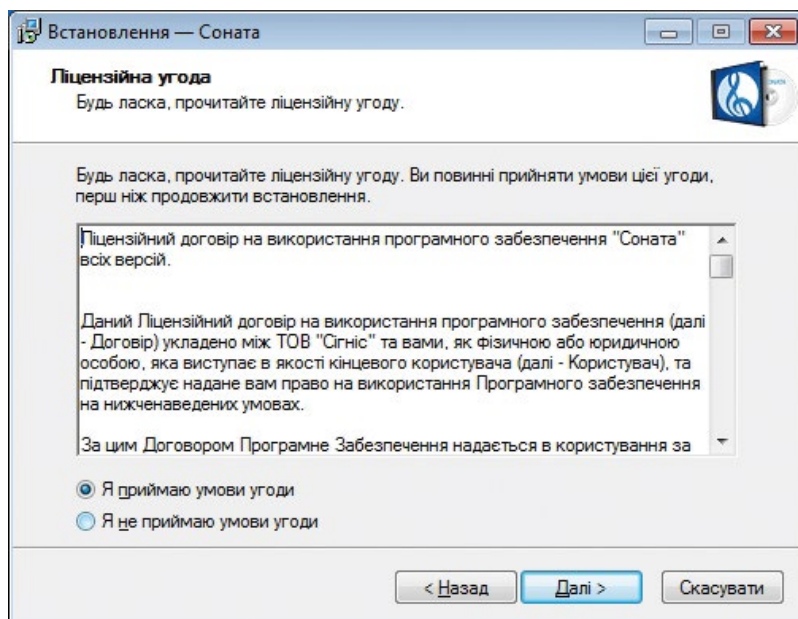 Встановлення — Соната
Ліцензійна угода
Будь ласка, прочитайте ліцензійну угоду.
Будь ласка, прочитайте ліцензійну угоду. Ви повинні прийняти умови цієї угоди,
перш ніж продовжити встановлення.
Ліцензійний договір на використання програмного забезпечення "Соната"
всіх версій.
Даний Ліцензійний договір на використання програмного забезпечення (далі
- Договір) укладено між ТОВ "Сігніс" та вами, як фізичною або юридичною
особою, яка виступає в якості кінцевого користувача (далі - Користувач), та
підтверджує надане вам право на використання Програмного забезпечення
на нижченаведених умовах.
За цим Договором Програмне Забезпечення надається в користування за
Я приймаю умови угоди
Я не приймаю умови угоди
< Назад
Далі >
Скасувати